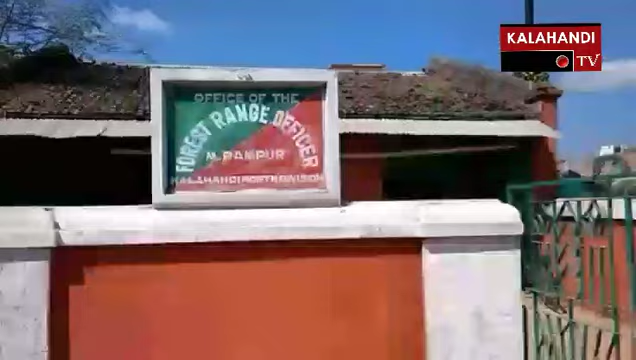 KALAHANDI
TV
OFFICE OF THE
FOREST RANGE OFFICER
M. RAMPUR
KALAHANDI NORTH DIVISION